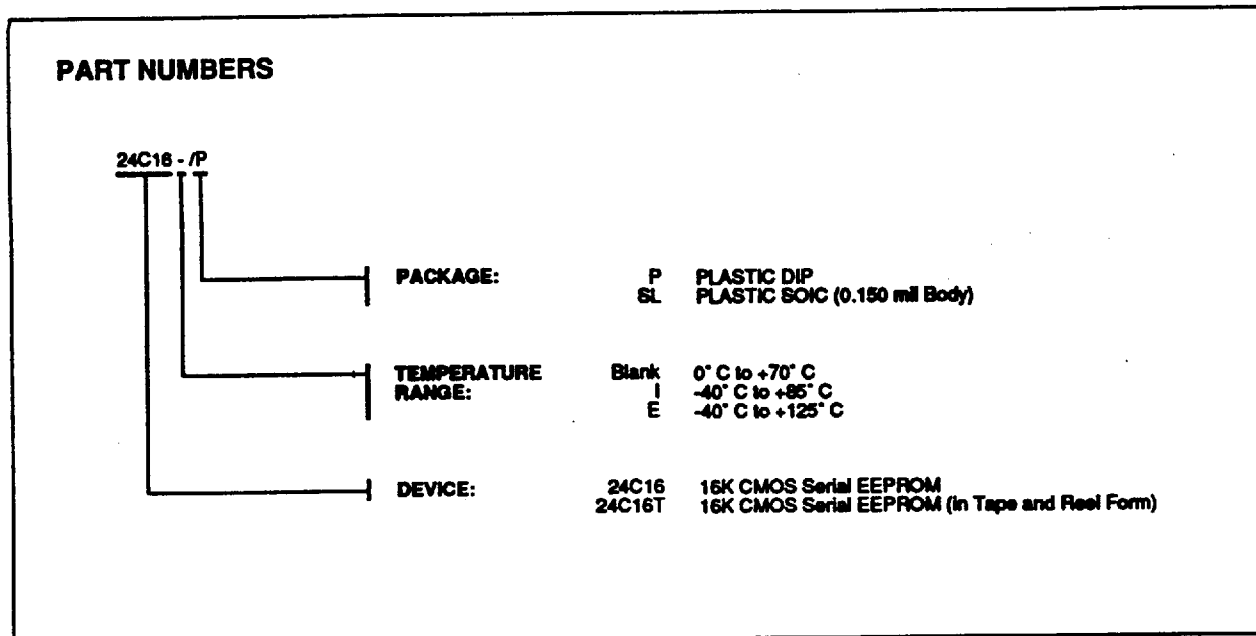 PART NUMBERS
24C16 - /P
PACKAGE: P PLASTIC DIP
SL PLASTIC SOIC (0.150 mil Body)
TEMPERATURE Blank 0° C to +70° C
RANGE: I -40° C to +85° C
E -40° C to +125° C
DEVICE: 24C16 16K CMOS Serial EEPROM
24C16T 16K CMOS Serial EEPROM (in Tape and Reel Form)